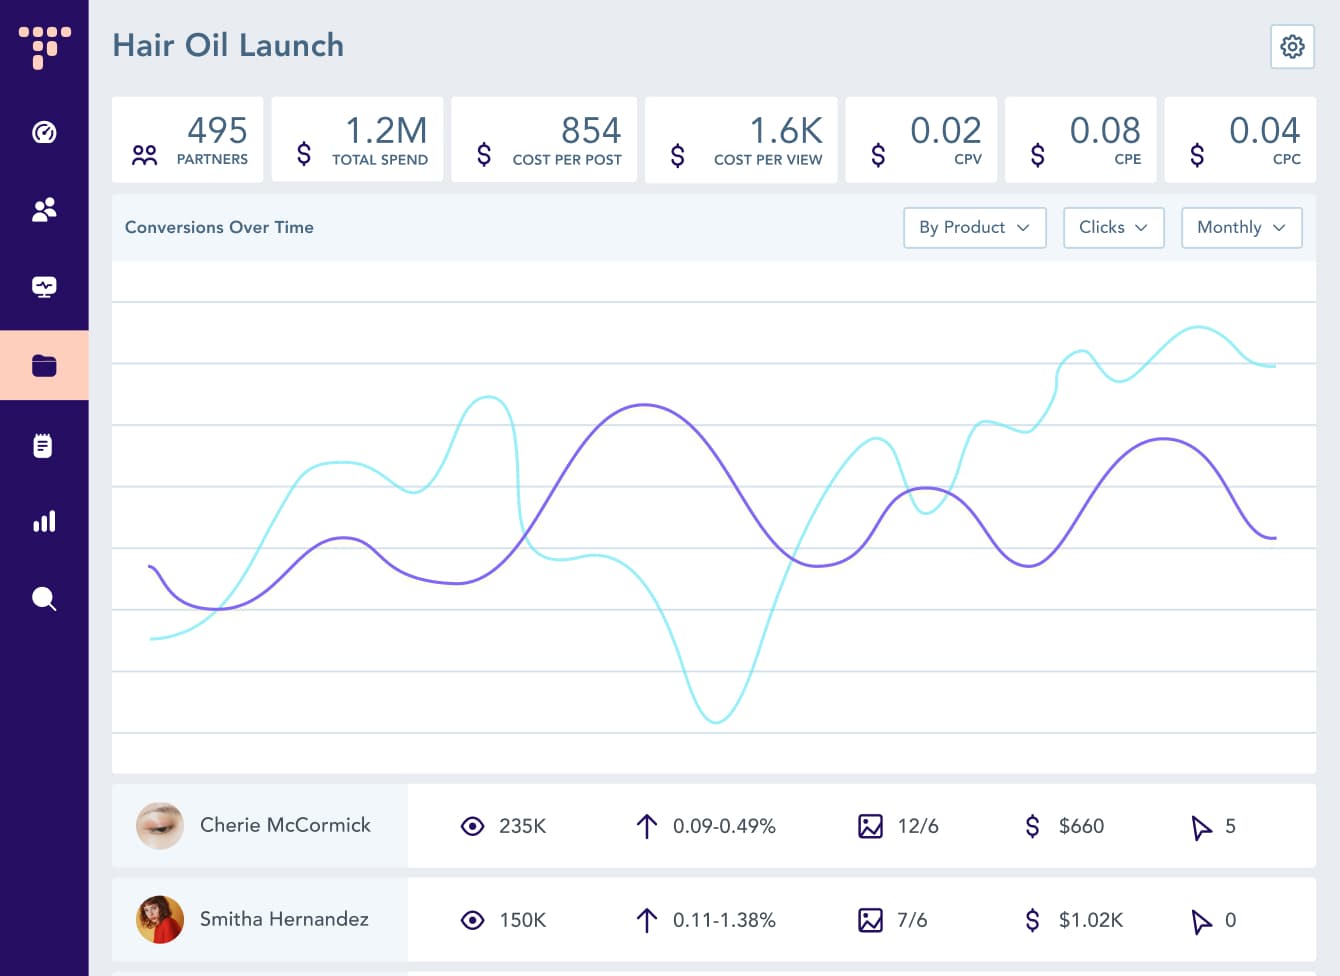 Hair Oil Launch
495
PARTNERS
1.2M
TOTAL SPEND
854
COST PER POST
1.6K
COST PER VIEW
0.02
CPV
0.08
CPE
0.04
CPC
Conversions Over Time
By Product
Clicks
Monthly
Cherie McCormick
235K
0.09-0.49%
12/6
$660
5
Smitha Hernandez
150K
0.11-1.38%
7/6
$1.02K
0